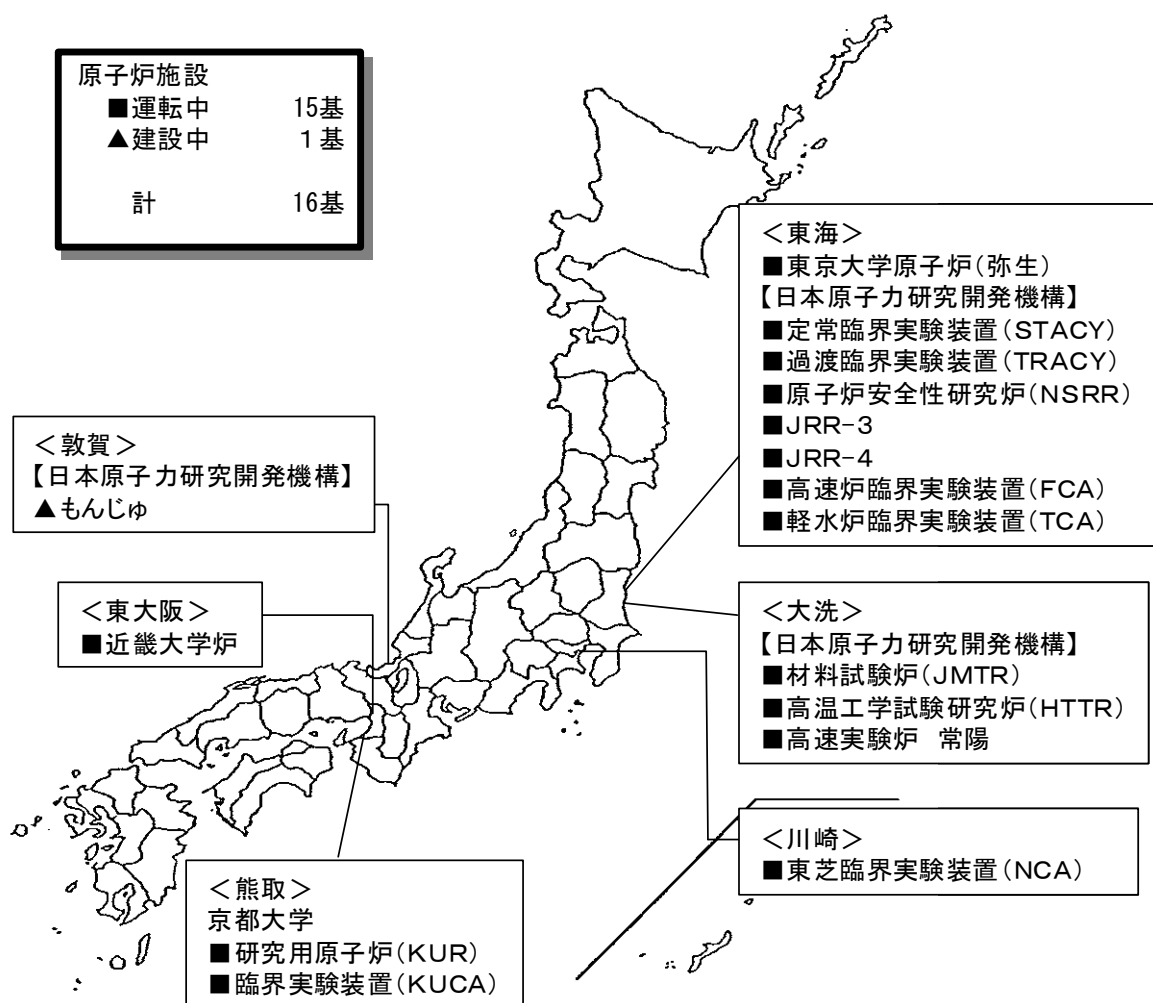 原子炉施設
■運転中 15基
▲建設中 1基
計 16基
＜東海＞
■東京大学原子炉（弥生）
【日本原子力研究開発機構】
■定常臨界実験装置（ＳＴＡＣＹ）
■過渡臨界実験装置（ＴＲＡＣＹ）
■原子炉安全性研究炉（ＮＳＲＲ）
■ＪＲＲ－３
■ＪＲＲ－４
■高速炉臨界実験装置（ＦＣＡ）
■軽水炉臨界実験装置（ＴＣＡ）
＜敦賀＞
【日本原子力研究開発機構】
▲もんじゅ
＜東大阪＞
■近畿大学炉
＜大洗＞
【日本原子力研究開発機構】
■材料試験炉（ＪＭＴＲ）
■高温工学試験研究炉（ＨＴＴＲ）
■高速実験炉　常陽
＜川崎＞
■東芝臨界実験装置（ＮＣＡ）
＜熊取＞
京都大学
■研究用原子炉（ＫＵＲ）
■臨界実験装置（ＫＵＣＡ）